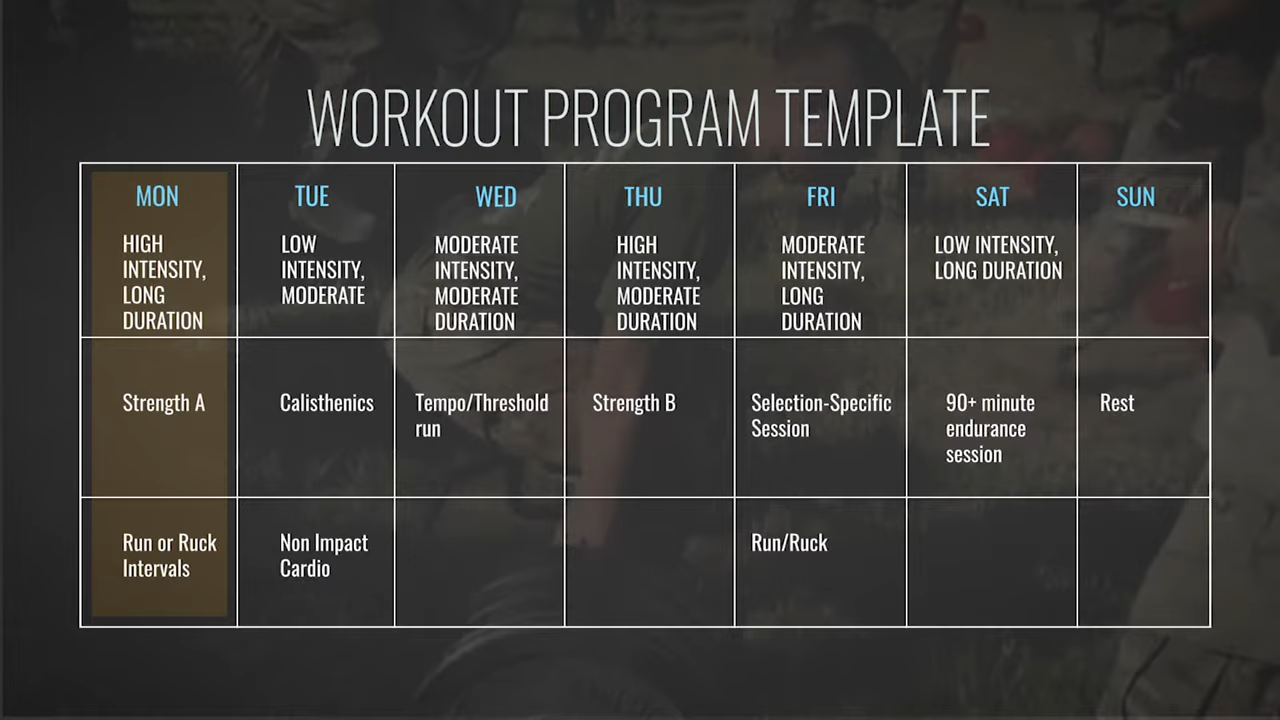 WORKOUT PROGRAM TEMPLATE
MON
TUE
WED
THU
FRI
SAT
SUN
HIGH
INTENSITY,
LONG
DURATION
LOW
INTENSITY,
MODERATE
MODERATE
INTENSITY,
MODERATE
DURATION
HIGH
INTENSITY,
MODERATE
DURATION
MODERATE
INTENSITY,
LONG
DURATION
LOW INTENSITY,
LONG DURATION
Strength A
Calisthenics
Tempo/Threshold
run
Strength B
Selection-Specific
Session
90+ minute
endurance
session
Rest
Run or Ruck
Intervals
Non Impact
Cardio
Run/Ruck